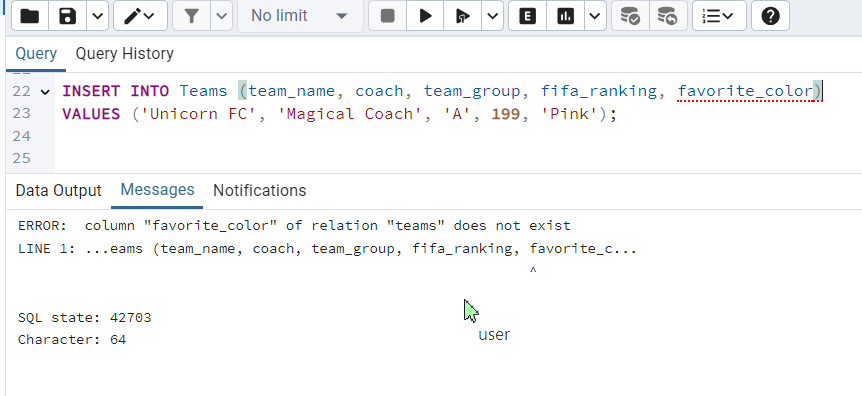 No limit
E
Query Query History
22 INSERT INTO Teams (team_name, coach, team_group, fifa_ranking, favorite_color)
23 VALUES ('Unicorn FC', 'Magical Coach', 'A', 199, 'Pink');
24
25
Data Output Messages Notifications
ERROR:  column "favorite_color" of relation "teams" does not exist
LINE 1: ...eams (team_name, coach, team_group, fifa_ranking, favorite_c...
^
SQL state: 42703
user
Character: 64